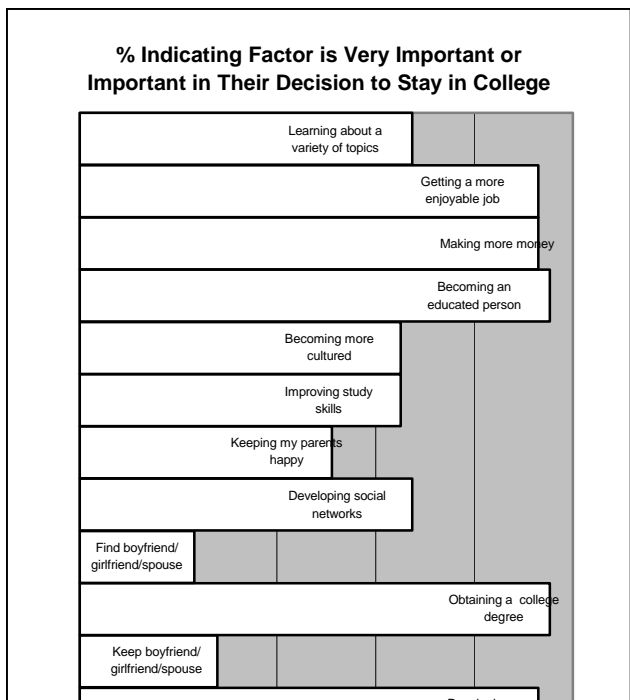 % Indicating Factor is Very Important or
Important in Their Decision to Stay in College
Learning about a
variety of topics
Getting a more
enjoyable job
Making more money
Becoming an
educated person
Becoming more
cultured
Improving study
skills
Keeping my parents
happy
Developing social
networks
Find boyfriend/
girlfriend/spouse
Obtaining a  college
degree
Keep boyfriend/
girlfriend/spouse